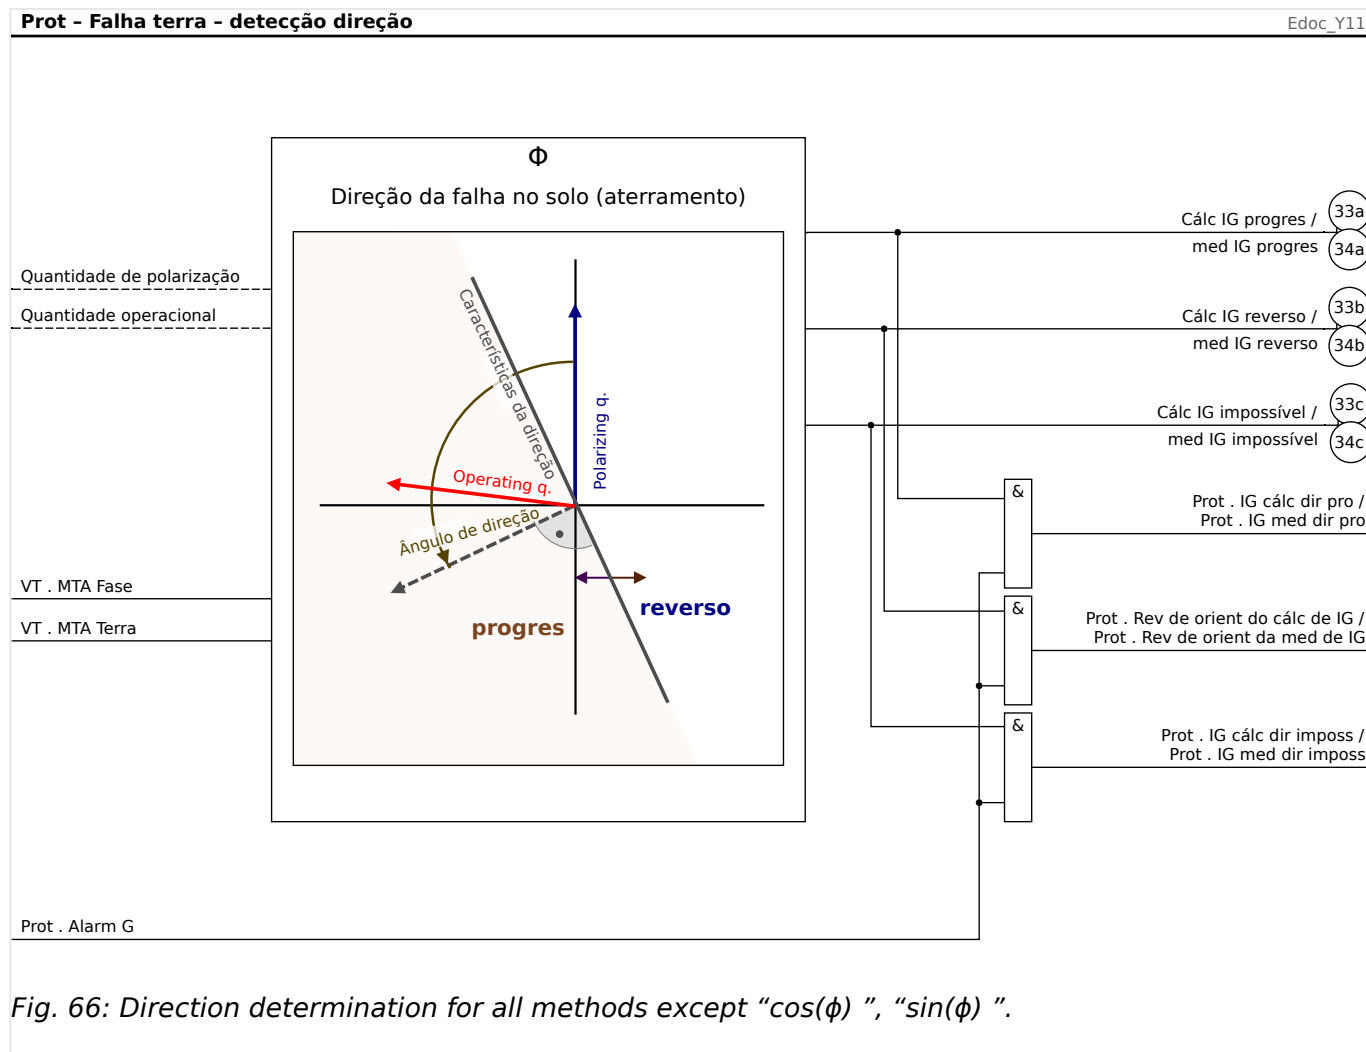 Prot – Falha terra – detecção direção
Edoc_Y11
Φ
Direção da falha no solo (aterramento)
Quantidade de polarização
Quantidade operacional
VT . MTA Fase
VT . MTA Terra
Prot . Alarm G
Características da direção
Polarizing q.
Operating q.
Ângulo de direção
progres
reverso
Cálc IG progres /
med IG progres
33a
34a
Cálc IG reverso /
med IG reverso
33b
34b
Cálc IG impossível /
med IG impossível
33c
34c
&
Prot . IG cálc dir pro /
Prot . IG med dir pro
&
Prot . Rev de orient do cálc de IG /
Prot . Rev de orient da med de IG
&
Prot . IG cálc dir imposs /
Prot . IG med dir imposs
Fig. 66: Direction determination for all methods except “cos(ϕ) ”, “sin(ϕ) ”.